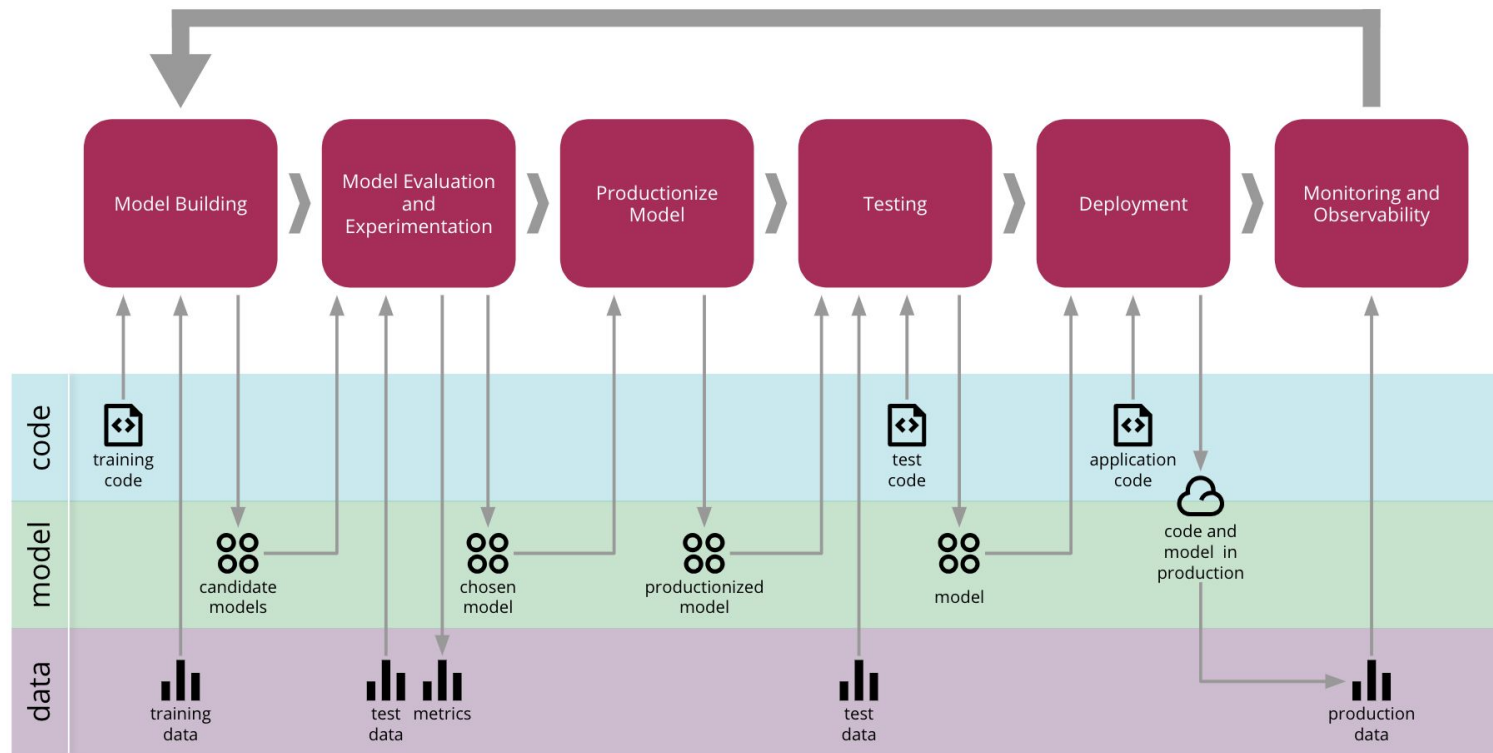 Model Building
Model Evaluation
and
Experimentation
Productionize
Model
Testing
Deployment
Monitoring and
Observability
code
training
code
test
code
application
code
model
candidate
models
chosen
model
productionized
model
model
code and
model in
production
data
training
data
test
data
metrics
test
data
production
data